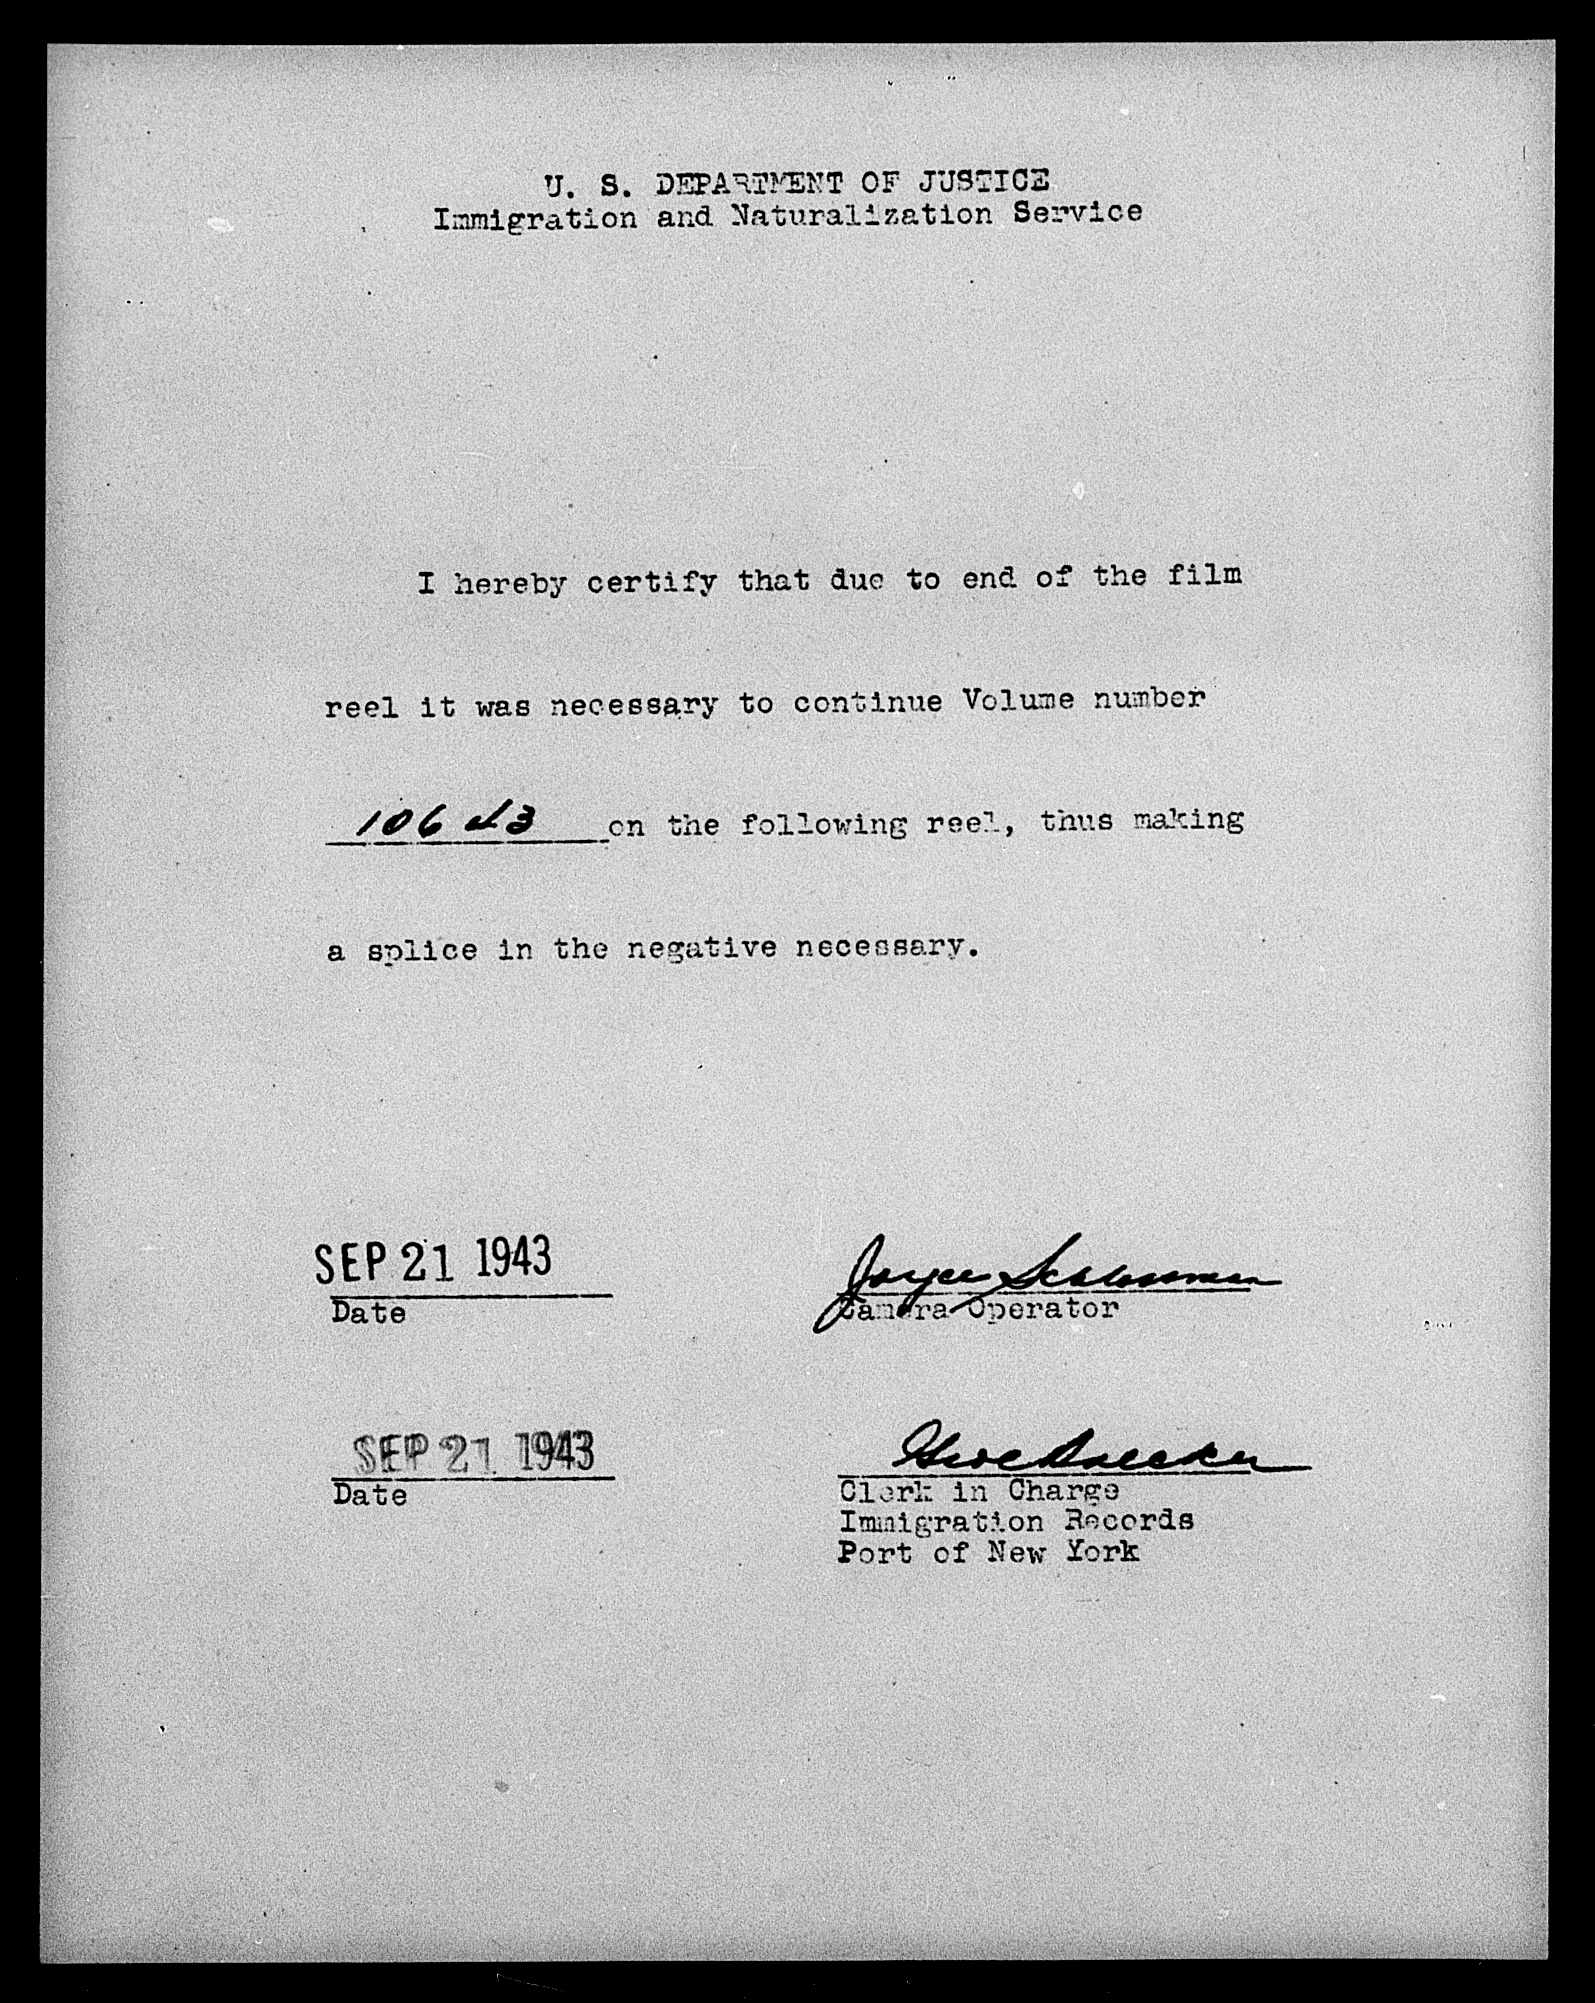 U. S. DEPARTMENT OF JUSTICE
Immigration and Naturalization Service
I hereby certify that due to end of the film
reel it was necessary to continue Volume number
106 on the following reel, thus making
a splice in the negative necessary.
SEP 21 1943
Joyce
Date
Camera Operator
SEP 21 1943
Date
Clerk in Charge
Immigration Records
Port of New York